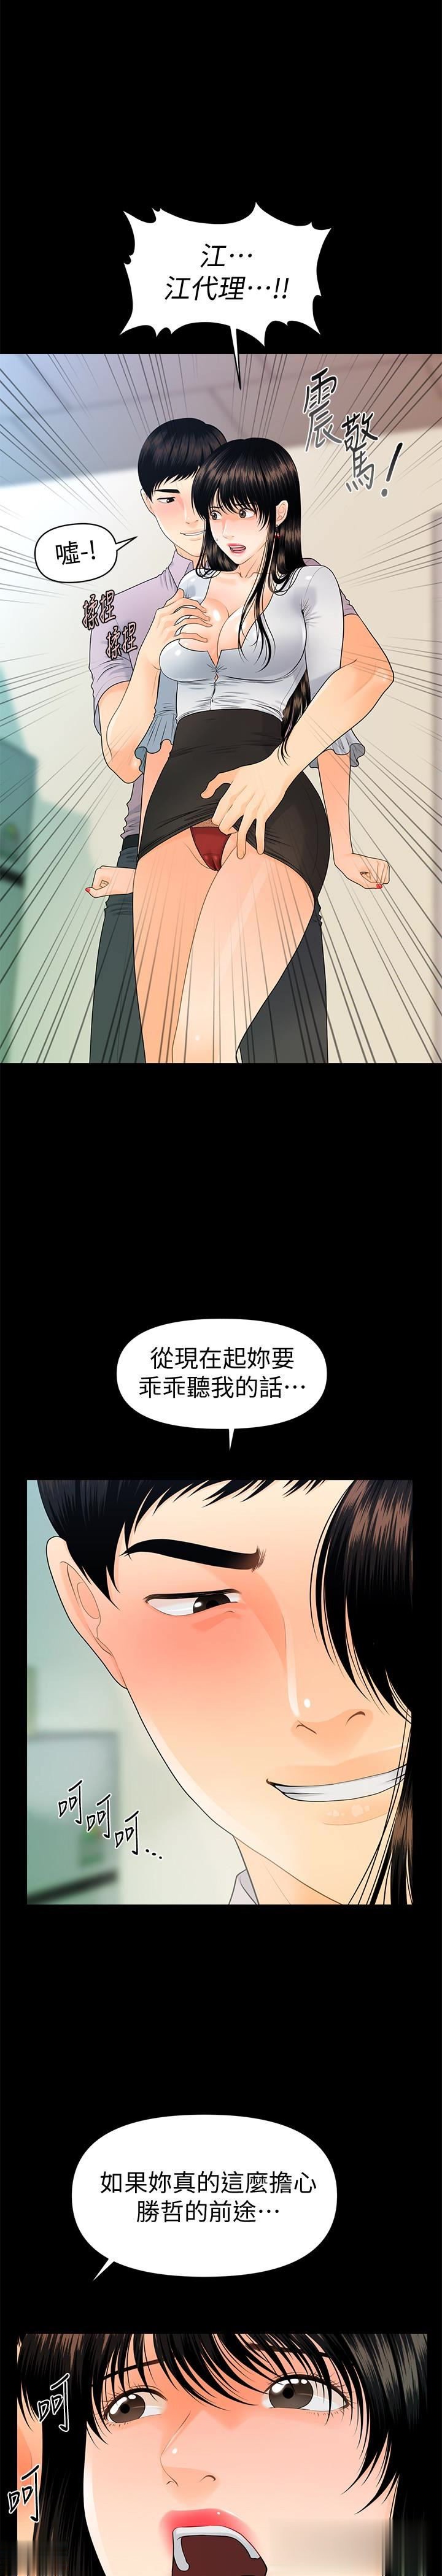 江…
江代理…!!
震驚!
噓-!
揉捏
揉捏
從現在起妳要
乖乖聽我的話…
呵呵呵…
如果妳真的這麼擔心
勝哲的前途…
呵
呵